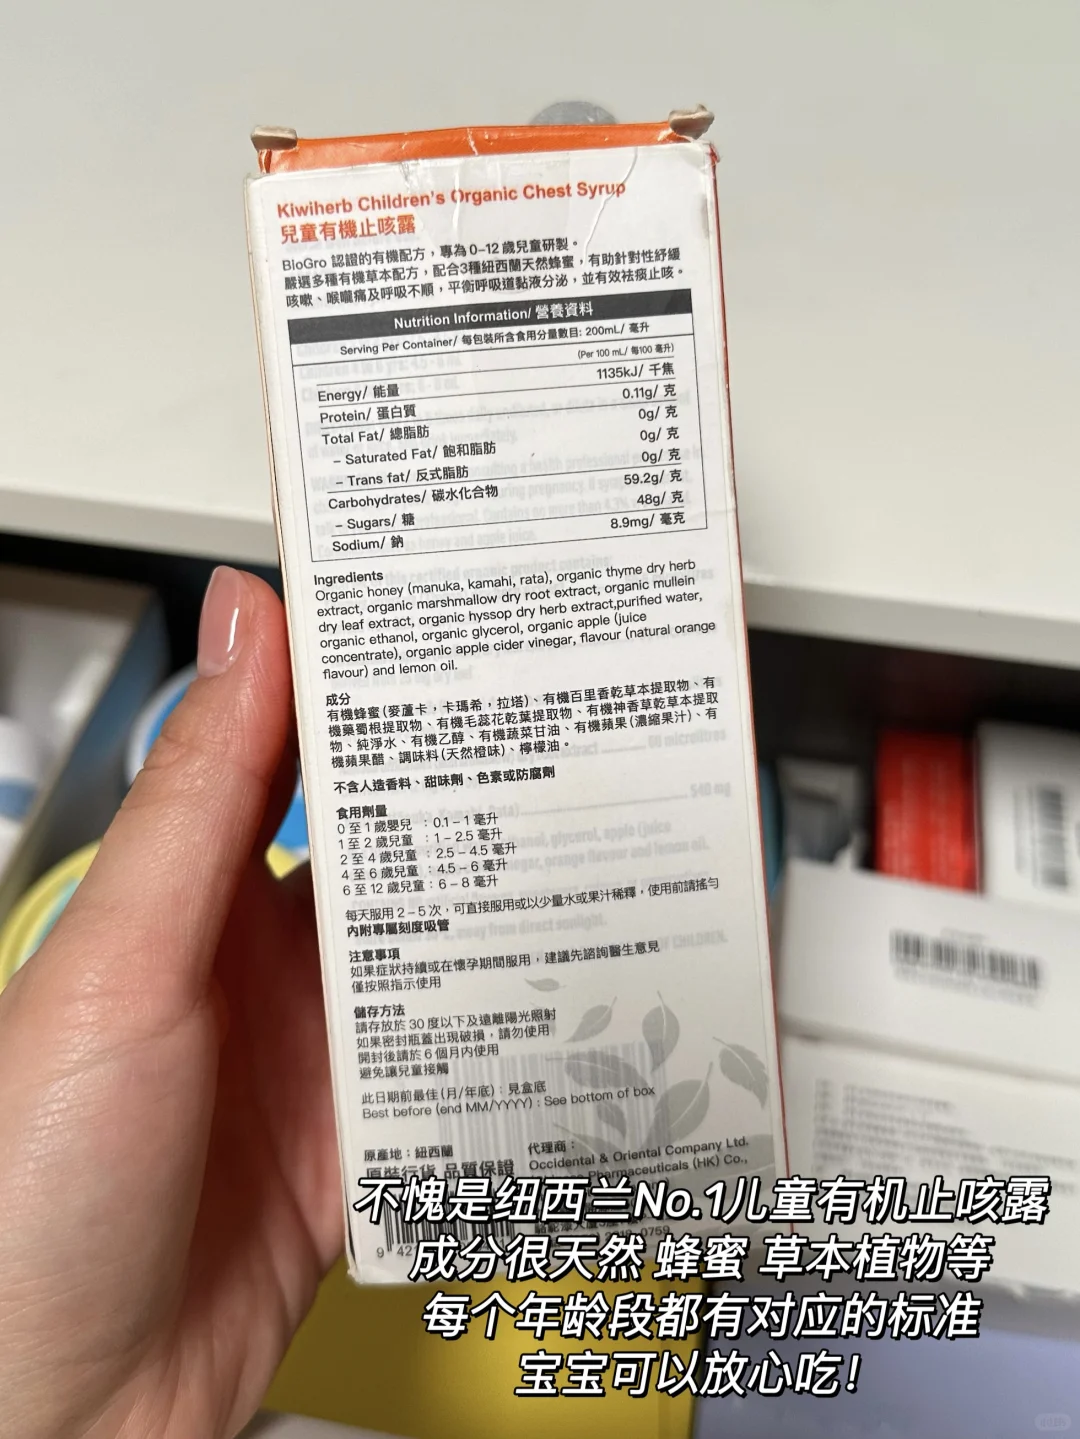 Kiwiherb Children's Organic Chest Syrup
兒童有機止咳露
BioGro 認證的有機配方，專為 0-12 歲兒童研製。
嚴選多種有機草本配方，配合3種紐西蘭天然蜂蜜，有助針對性紓緩
咳嗽、喉嚨痛及呼吸不順，平衡呼吸道黏液分泌，並有效祛痰止咳。
Nutrition Information/ 營養資料
Serving Per Container/ 每包裝所含食用分量數目: 200mL/ 毫升
(Per 100 mL/ 每100 毫升)
Energy/ 能量 1135kJ/ 千焦
Protein/ 蛋白質 0.11g/ 克
Total Fat/ 總脂肪 0g/ 克
– Saturated Fat/ 飽和脂肪 0g/ 克
– Trans fat/ 反式脂肪 0g/ 克
Carbohydrates/ 碳水化合物 59.2g/ 克
– Sugars/ 糖 48g/ 克
Sodium/ 鈉 8.9mg/ 毫克
Ingredients
Organic honey (manuka, kamahi, rata), organic thyme dry herb
extract, organic marshmallow dry root extract, organic mullein
dry leaf extract, organic hyssop dry herb extract,purified water,
organic ethanol, organic glycerol, organic apple (juice
concentrate), organic apple cider vinegar, flavour (natural orange
flavour) and lemon oil.
成分
有機蜂蜜(麥蘆卡，卡瑪希，拉塔)、有機百里香乾草本提取物、有
機藥蜀根提取物、有機毛蕊花乾葉提取物、有機神香草乾草本提取
物、純淨水、有機乙醇、有機蔬菜甘油、有機蘋果(濃縮果汁)、有
機蘋果醋、調味料(天然橙味)、檸檬油。
不含人造香料、甜味劑、色素或防腐劑
食用劑量
0 至 1 歲嬰兒 ：0.1 – 1 毫升
1 至 2 歲兒童 ：1 – 2.5 毫升
2 至 4 歲兒童 ：2.5 – 4.5 毫升
4 至 6 歲兒童 ：4.5 – 6 毫升
6 至 12 歲兒童：6 – 8 毫升
每天服用 2 – 5 次，可直接服用或以少量水或果汁稀釋，使用前請搖勻
內附專屬刻度吸管
注意事項
如果症狀持續或在懷孕期間服用，建議先諮詢醫生意見
僅按照指示使用
儲存方法
請存放於 30 度以下及遠離陽光照射
如果密封瓶蓋出現破損，請勿使用
開封後請於 6 個月內使用
避免讓兒童接觸
此日期前最佳 (月/年底)：見盒底
Best before (end MM/YYYY) : See bottom of box
原產地：紐西蘭
原裝行貨 品質保證
代理商：
Occidental & Oriental Company Ltd.
Pharmaceuticals (HK) Co.,
0759
9 42
不愧是纽西兰No.1儿童有机止咳露
成分很天然 蜂蜜 草本植物等
每个年龄段都有对应的标准
宝宝可以放心吃！